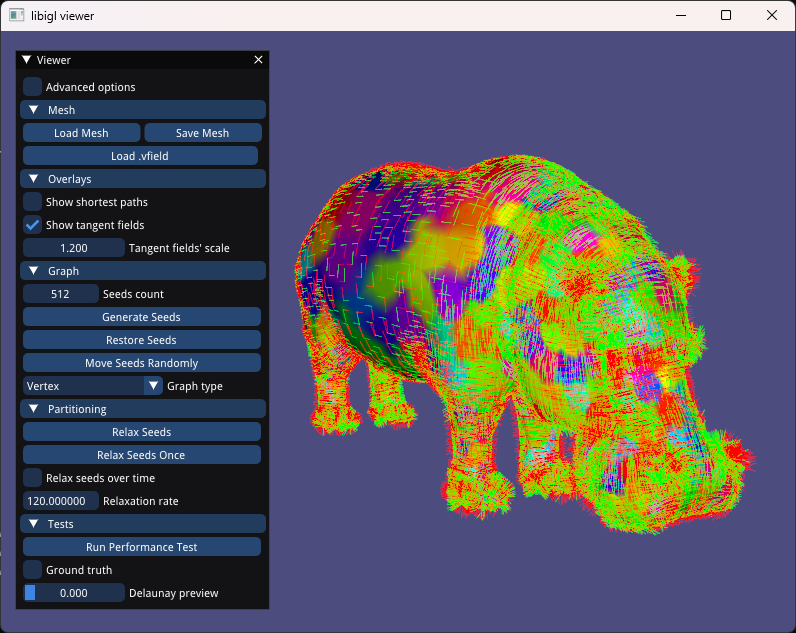 libigl viewer
Viewer
Advanced options
Mesh
Load Mesh Save Mesh
Load .vfield
Overlays
Show shortest paths
Show tangent fields
1.200 Tangent fields' scale
Graph
512 Seeds count
Generate Seeds
Restore Seeds
Move Seeds Randomly
Vertex Graph type
Partitioning
Relax Seeds
Relax Seeds Once
Relax seeds over time
120.000000 Relaxation rate
Tests
Run Performance Test
Ground truth
0.000 Delaunay preview